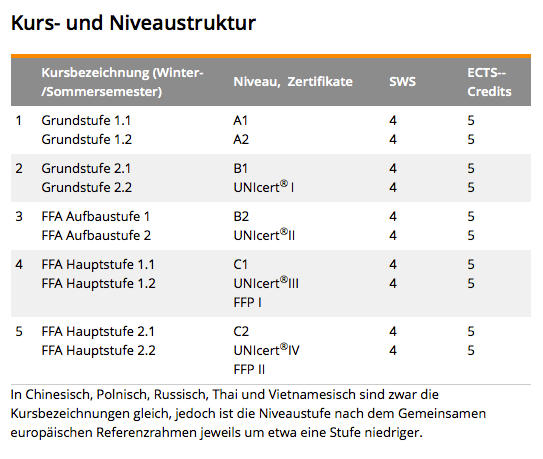 Kurs- und Niveaustruktur
Kursbezeichnung (Winter-
/Sommersemester) Niveau, Zertifikate SWS ECTS--
Credits
1 Grundstufe 1.1 A1 4 5
Grundstufe 1.2 A2 4 5
2 Grundstufe 2.1 B1 4 5
Grundstufe 2.2 UNIcert® I 4 5
3 FFA Aufbaustufe 1 B2 4 5
FFA Aufbaustufe 2 UNIcert®II 4 5
4 FFA Hauptstufe 1.1 C1 4 5
FFA Hauptstufe 1.2 UNIcert®III 4 5
FFP I
5 FFA Hauptstufe 2.1 C2 4 5
FFA Hauptstufe 2.2 UNIcert®IV 4 5
FFP II
In Chinesisch, Polnisch, Russisch, Thai und Vietnamesisch sind zwar die
Kursbezeichnungen gleich, jedoch ist die Niveaustufe nach dem Gemeinsamen
europäischen Referenzrahmen jeweils um etwa eine Stufe niedriger.